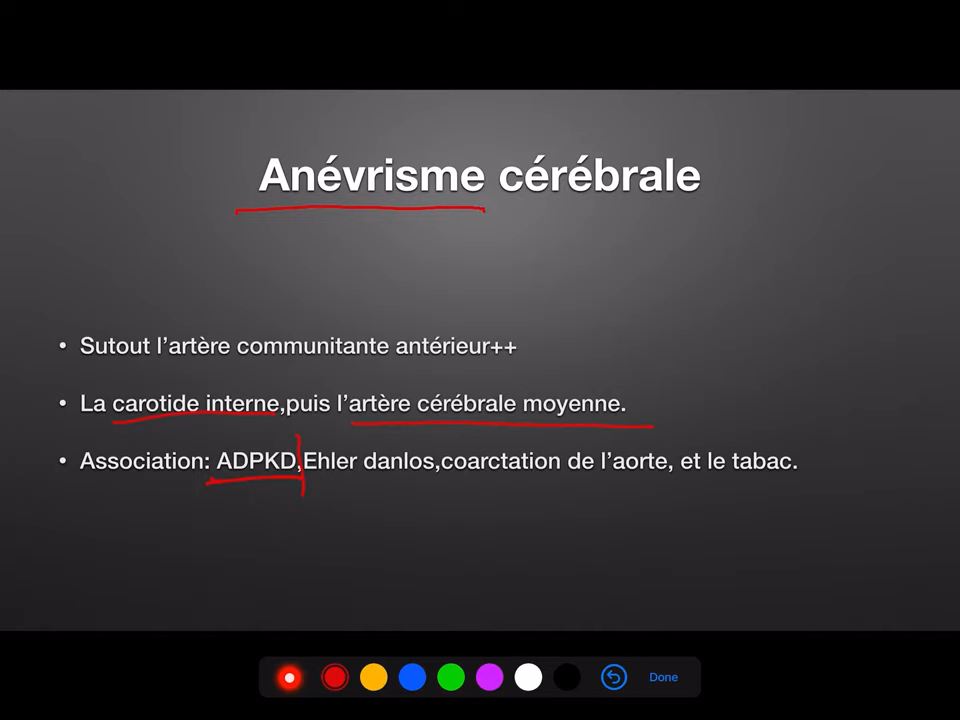 Anévrisme cérébrale
• Sutout l’artère communitante antérieur++
• La carotide interne,puis l’artère cérébrale moyenne.
• Association: ADPKD,Ehler danlos,coarctation de l’aorte, et le tabac.
Done